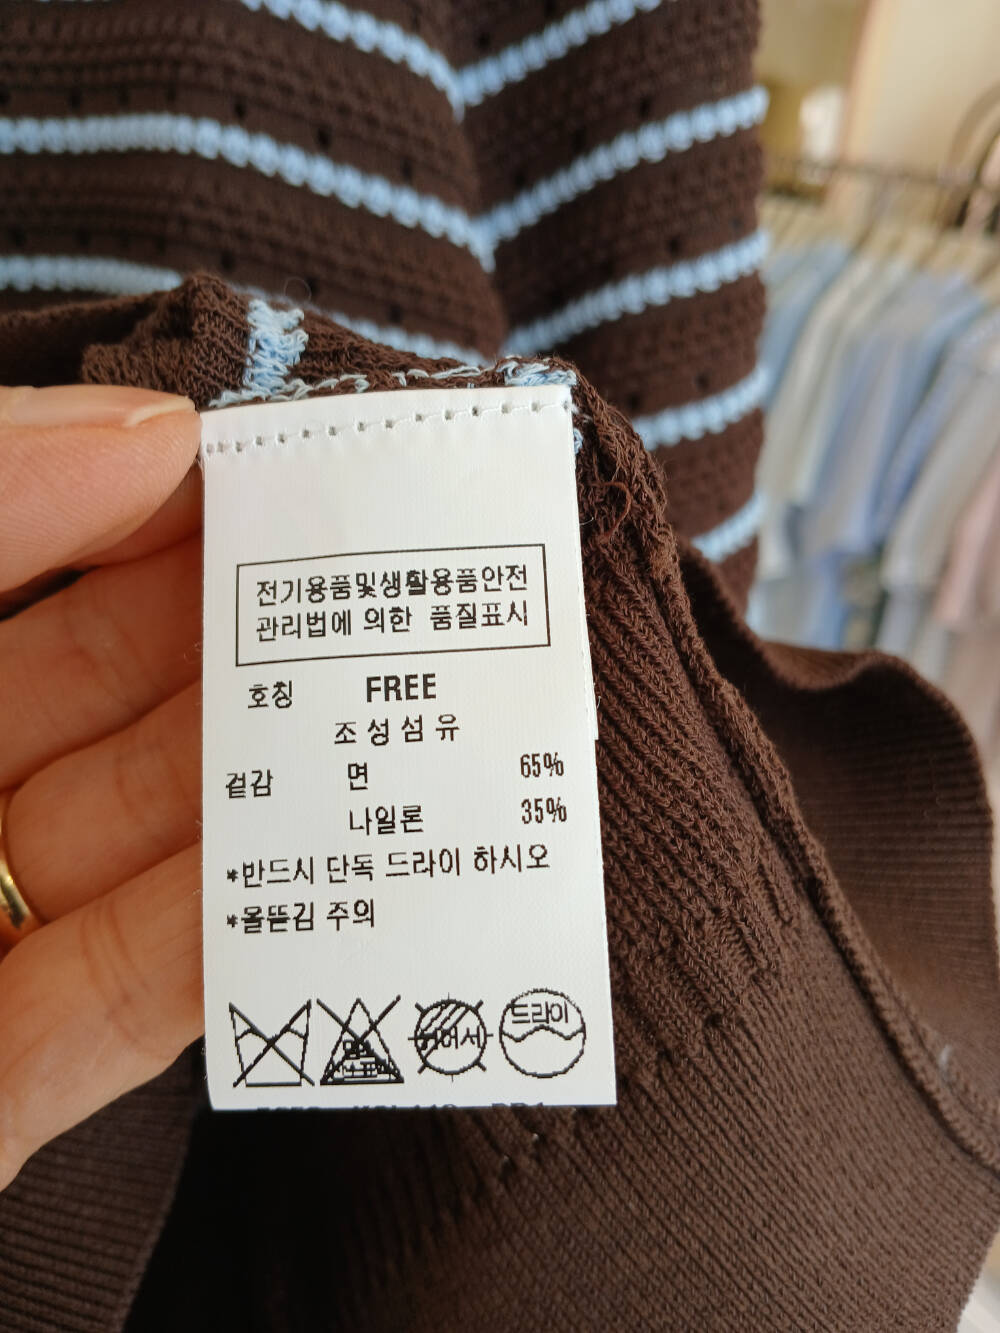 전기용품및생활용품안전
관리법에 의한 품질표시
호칭 FREE
조성섬유
겉감 면 65%
나일론 35%
*반드시 단독 드라이 하시오
*올뜯김 주의
드라이